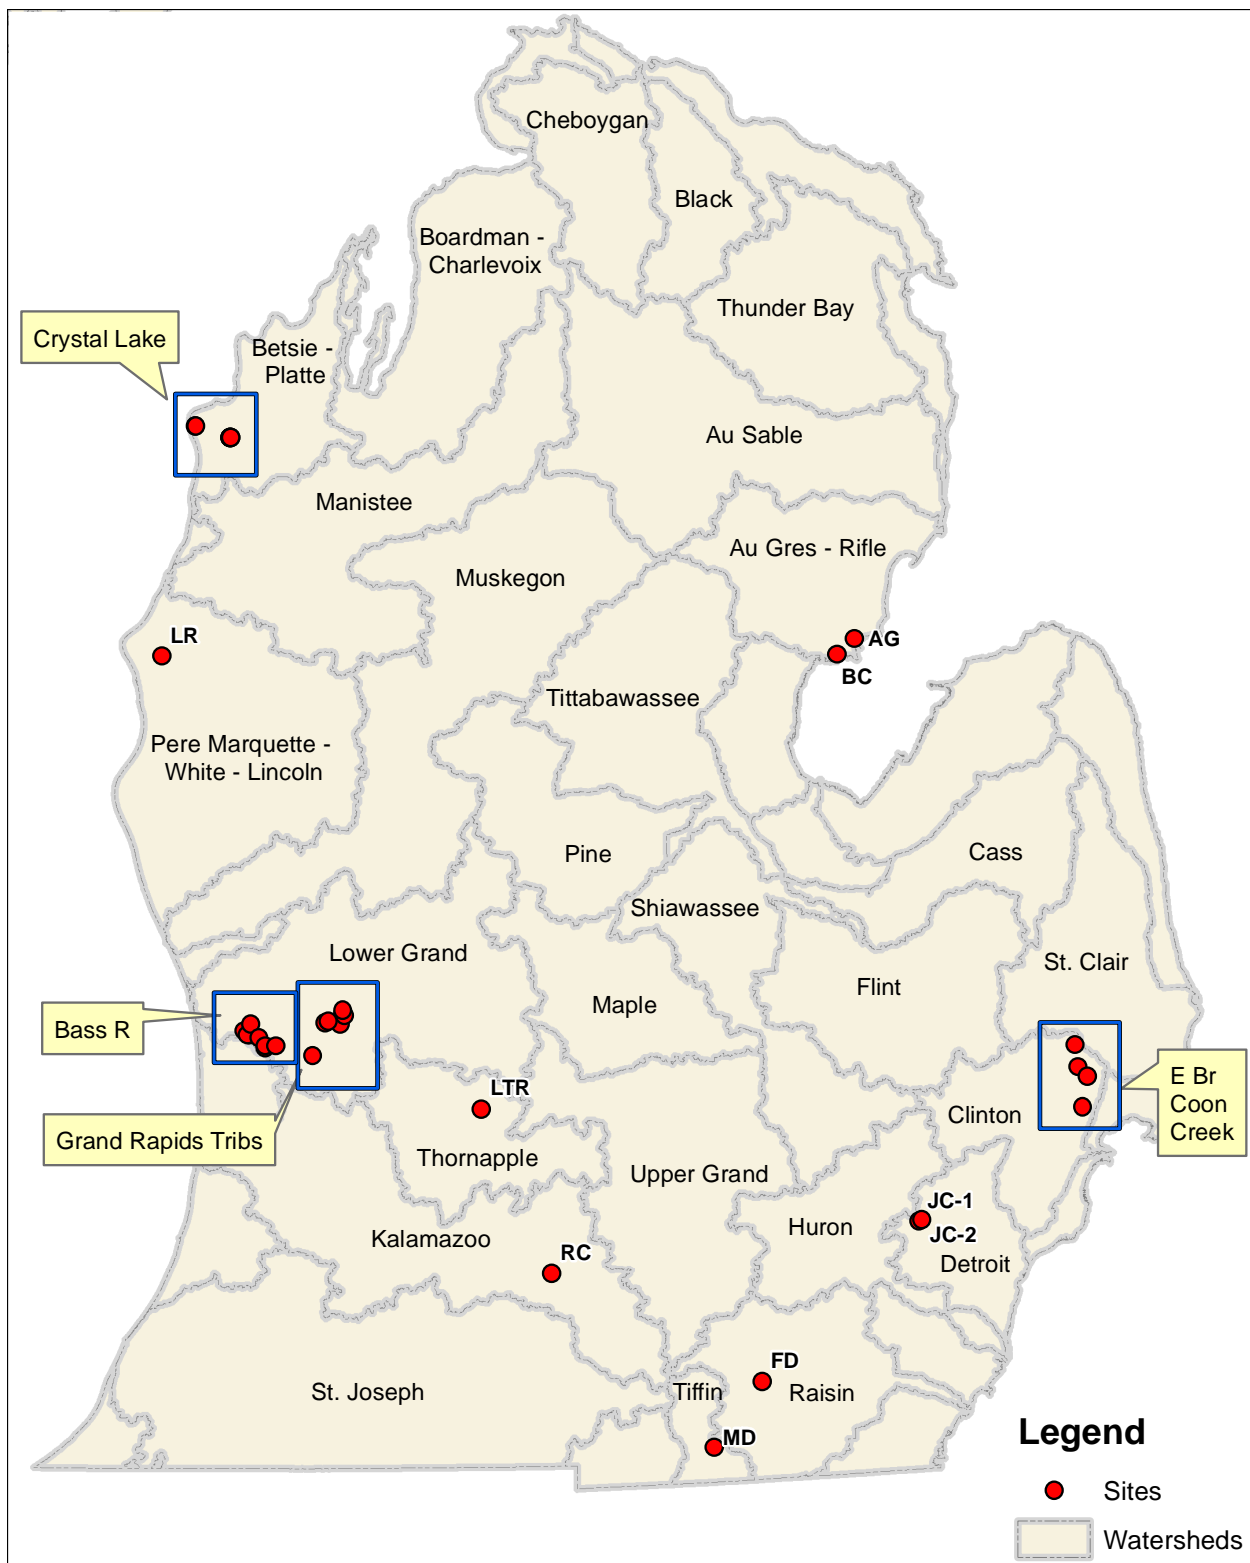 Cheboygan
Black
Boardman -
Charlevoix
Thunder Bay
Crystal Lake
Betsie -
Platte
Au Sable
Manistee
Au Gres - Rifle
Muskegon
LR
AG
BC
Tittabawassee
Pere Marquette -
White - Lincoln
Pine
Cass
Shiawassee
Lower Grand
St. Clair
Flint
Maple
Bass R
E Br
Coon
Creek
LTR
Clinton
Grand Rapids Tribs
Thornapple
Upper Grand
JC-1
Huron
JC-2
Kalamazoo
RC
Detroit
FD
St. Joseph
Tiffin
Raisin
MD
Legend
Sites
Watersheds